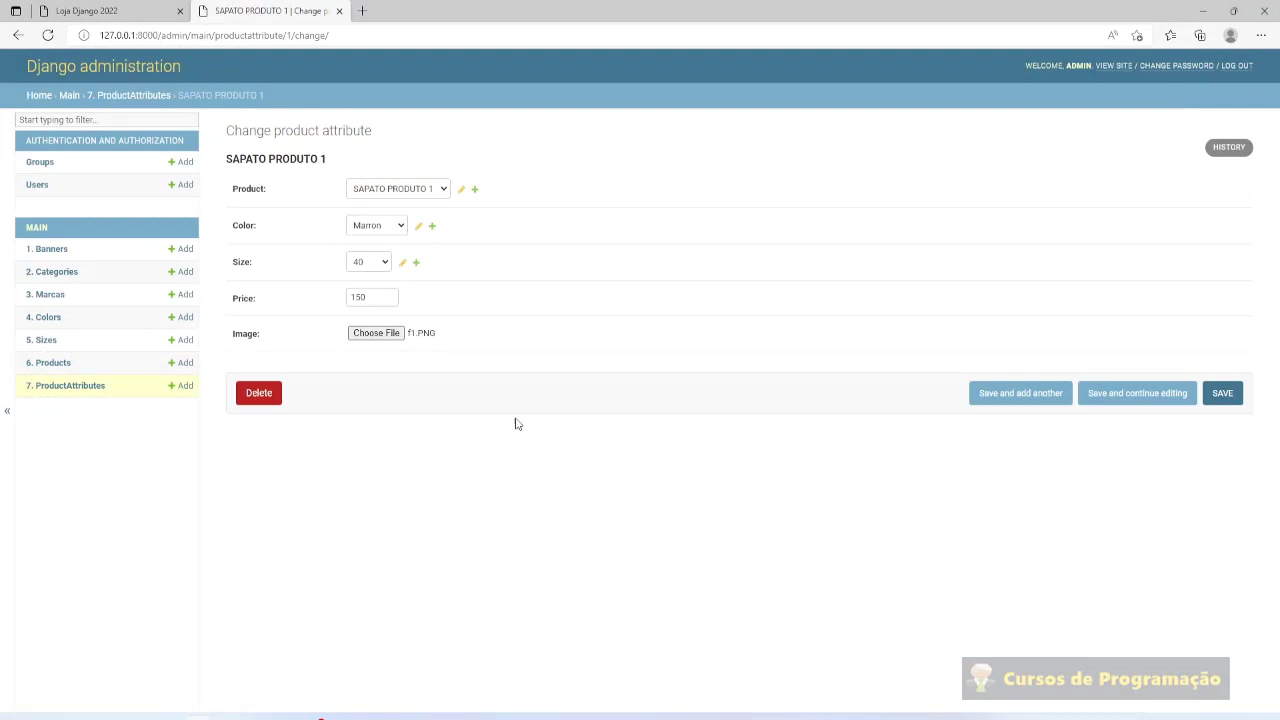 Loja Django 2022
SAPATO PRODUTO 1 | Change p
127.0.0.1:8000/admin/main/productattribute/1/change/
Django administration
WELCOME, ADMIN. VIEW SITE / CHANGE PASSWORD / LOG OUT
Home › Main › 7. ProductAttributes › SAPATO PRODUTO 1
Start typing to filter...
AUTHENTICATION AND AUTHORIZATION
Groups + Add
Users + Add
MAIN
1. Banners + Add
2. Categories + Add
3. Marcas + Add
4. Colors + Add
5. Sizes + Add
6. Products + Add
7. ProductAttributes + Add
«
Change product attribute
HISTORY
SAPATO PRODUTO 1
Product: SAPATO PRODUTO 1
Color: Marron
Size: 40
Price: 150
Image: Choose File f1.PNG
Delete
Save and add another
Save and continue editing
SAVE
Cursos de Programação